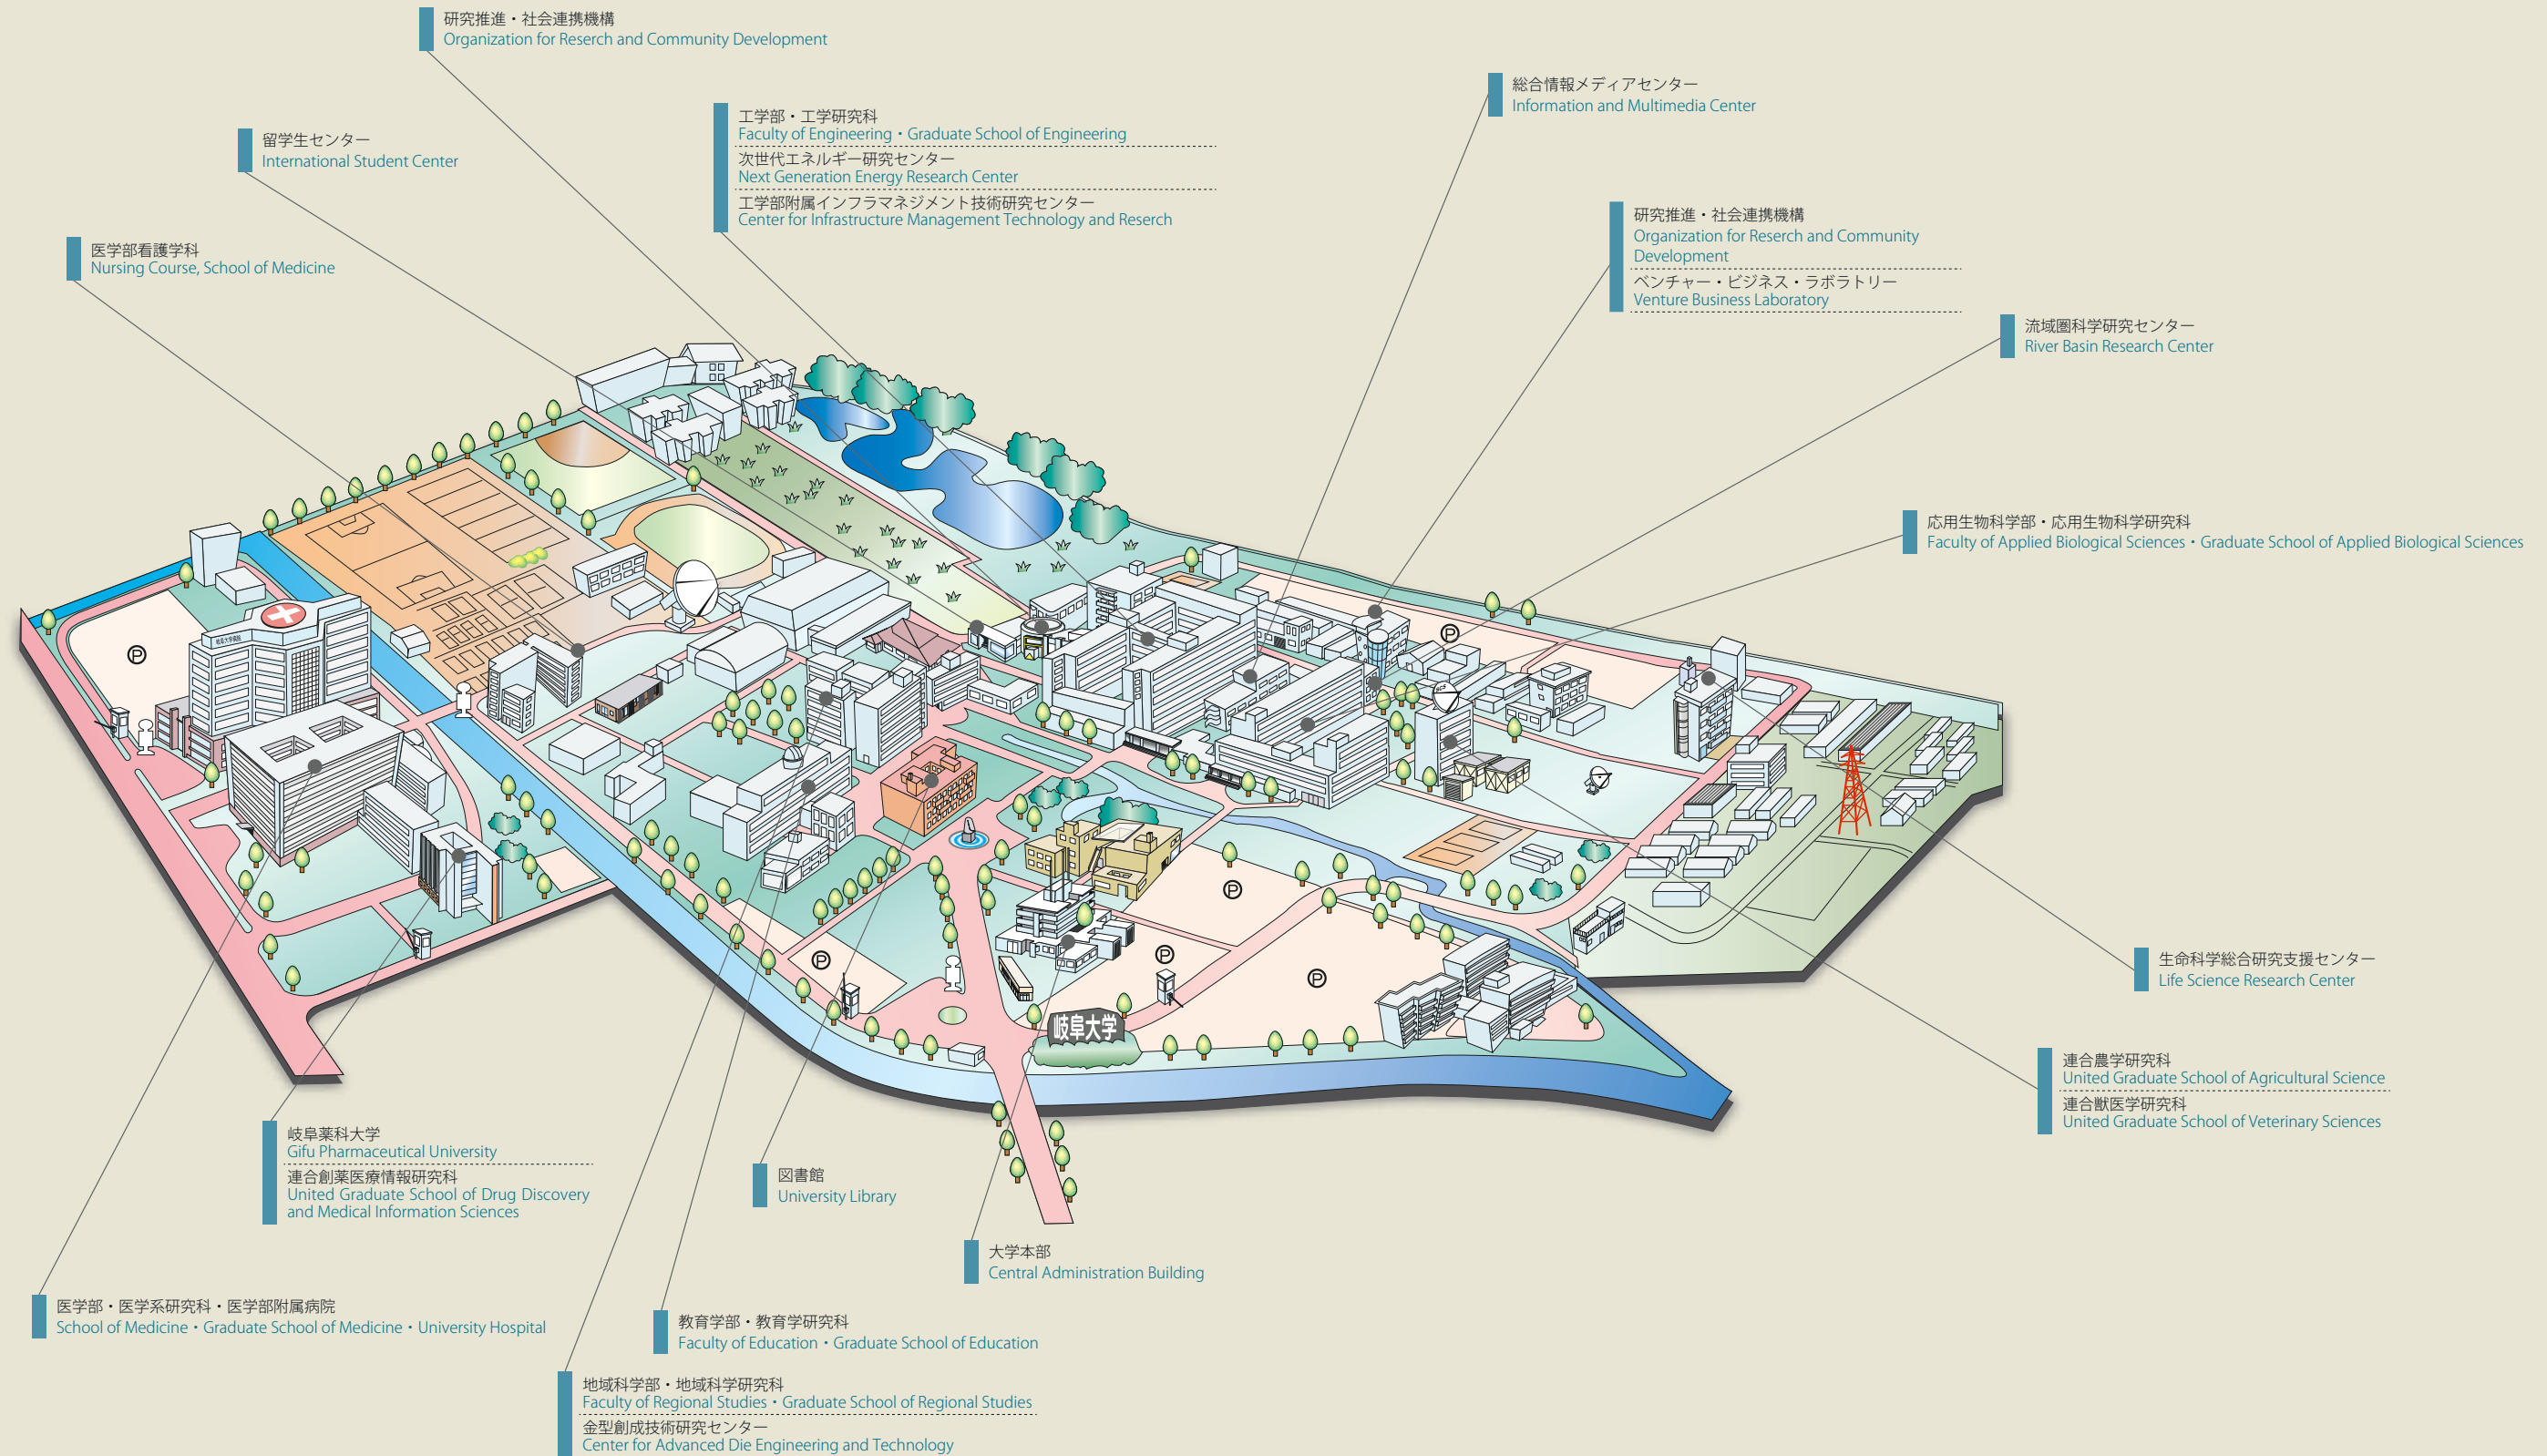 研究推進・社会連携機構
Organization for Reserch and Community Development
総合情報メディアセンター
Information and Multimedia Center
工学部・工学研究科
Faculty of Engineering・Graduate School of Engineering
次世代エネルギー研究センター
Next Generation Energy Research Center
工学部附属インフラマネジメント技術研究センター
Center for Infrastructure Management Technology and Reserch
留学生センター
International Student Center
研究推進・社会連携機構
Organization for Reserch and Community
Development
ベンチャー・ビジネス・ラボラトリー
Venture Business Laboratory
医学部看護学科
Nursing Course, School of Medicine
流域圏科学研究センター
River Basin Research Center
応用生物科学部・応用生物科学研究科
Faculty of Applied Biological Sciences・Graduate School of Applied Biological Sciences
岐阜大学病院
P
P
P
P
P
P
岐阜大学
生命科学総合研究支援センター
Life Science Research Center
連合農学研究科
United Graduate School of Agricultural Science
連合獣医学研究科
United Graduate School of Veterinary Sciences
岐阜薬科大学
Gifu Pharmaceutical University
連合創薬医療情報研究科
United Graduate School of Drug Discovery
and Medical Information Sciences
図書館
University Library
大学本部
Central Administration Building
医学部・医学系研究科・医学部附属病院
School of Medicine・Graduate School of Medicine・University Hospital
教育学部・教育学研究科
Faculty of Education・Graduate School of Education
地域科学部・地域科学研究科
Faculty of Regional Studies・Graduate School of Regional Studies
金型創成技術研究センター
Center for Advanced Die Engineering and Technology